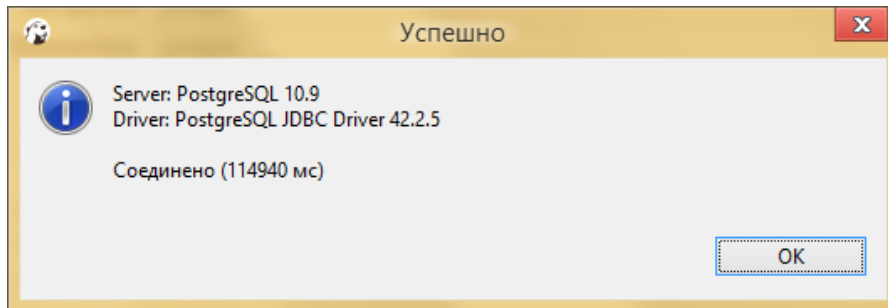 Успешно
Server: PostgreSQL 10.9
Driver: PostgreSQL JDBC Driver 42.2.5
Соединено (114940 мс)
OK